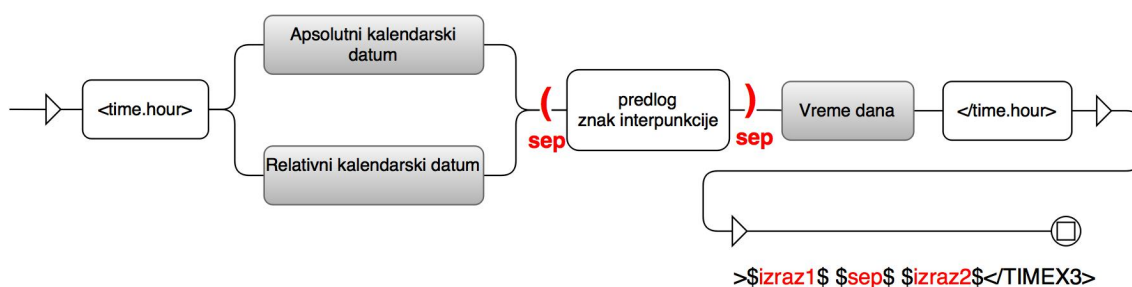 <time.hour>
Apsolutni kalendarski
datum
Relativni kalendarski datum
(
sep
predlog
znak interpunkcije
)
sep
Vreme dana
</time.hour>
>$izraz1$ $sep$ $izraz2$</TIMEX3>